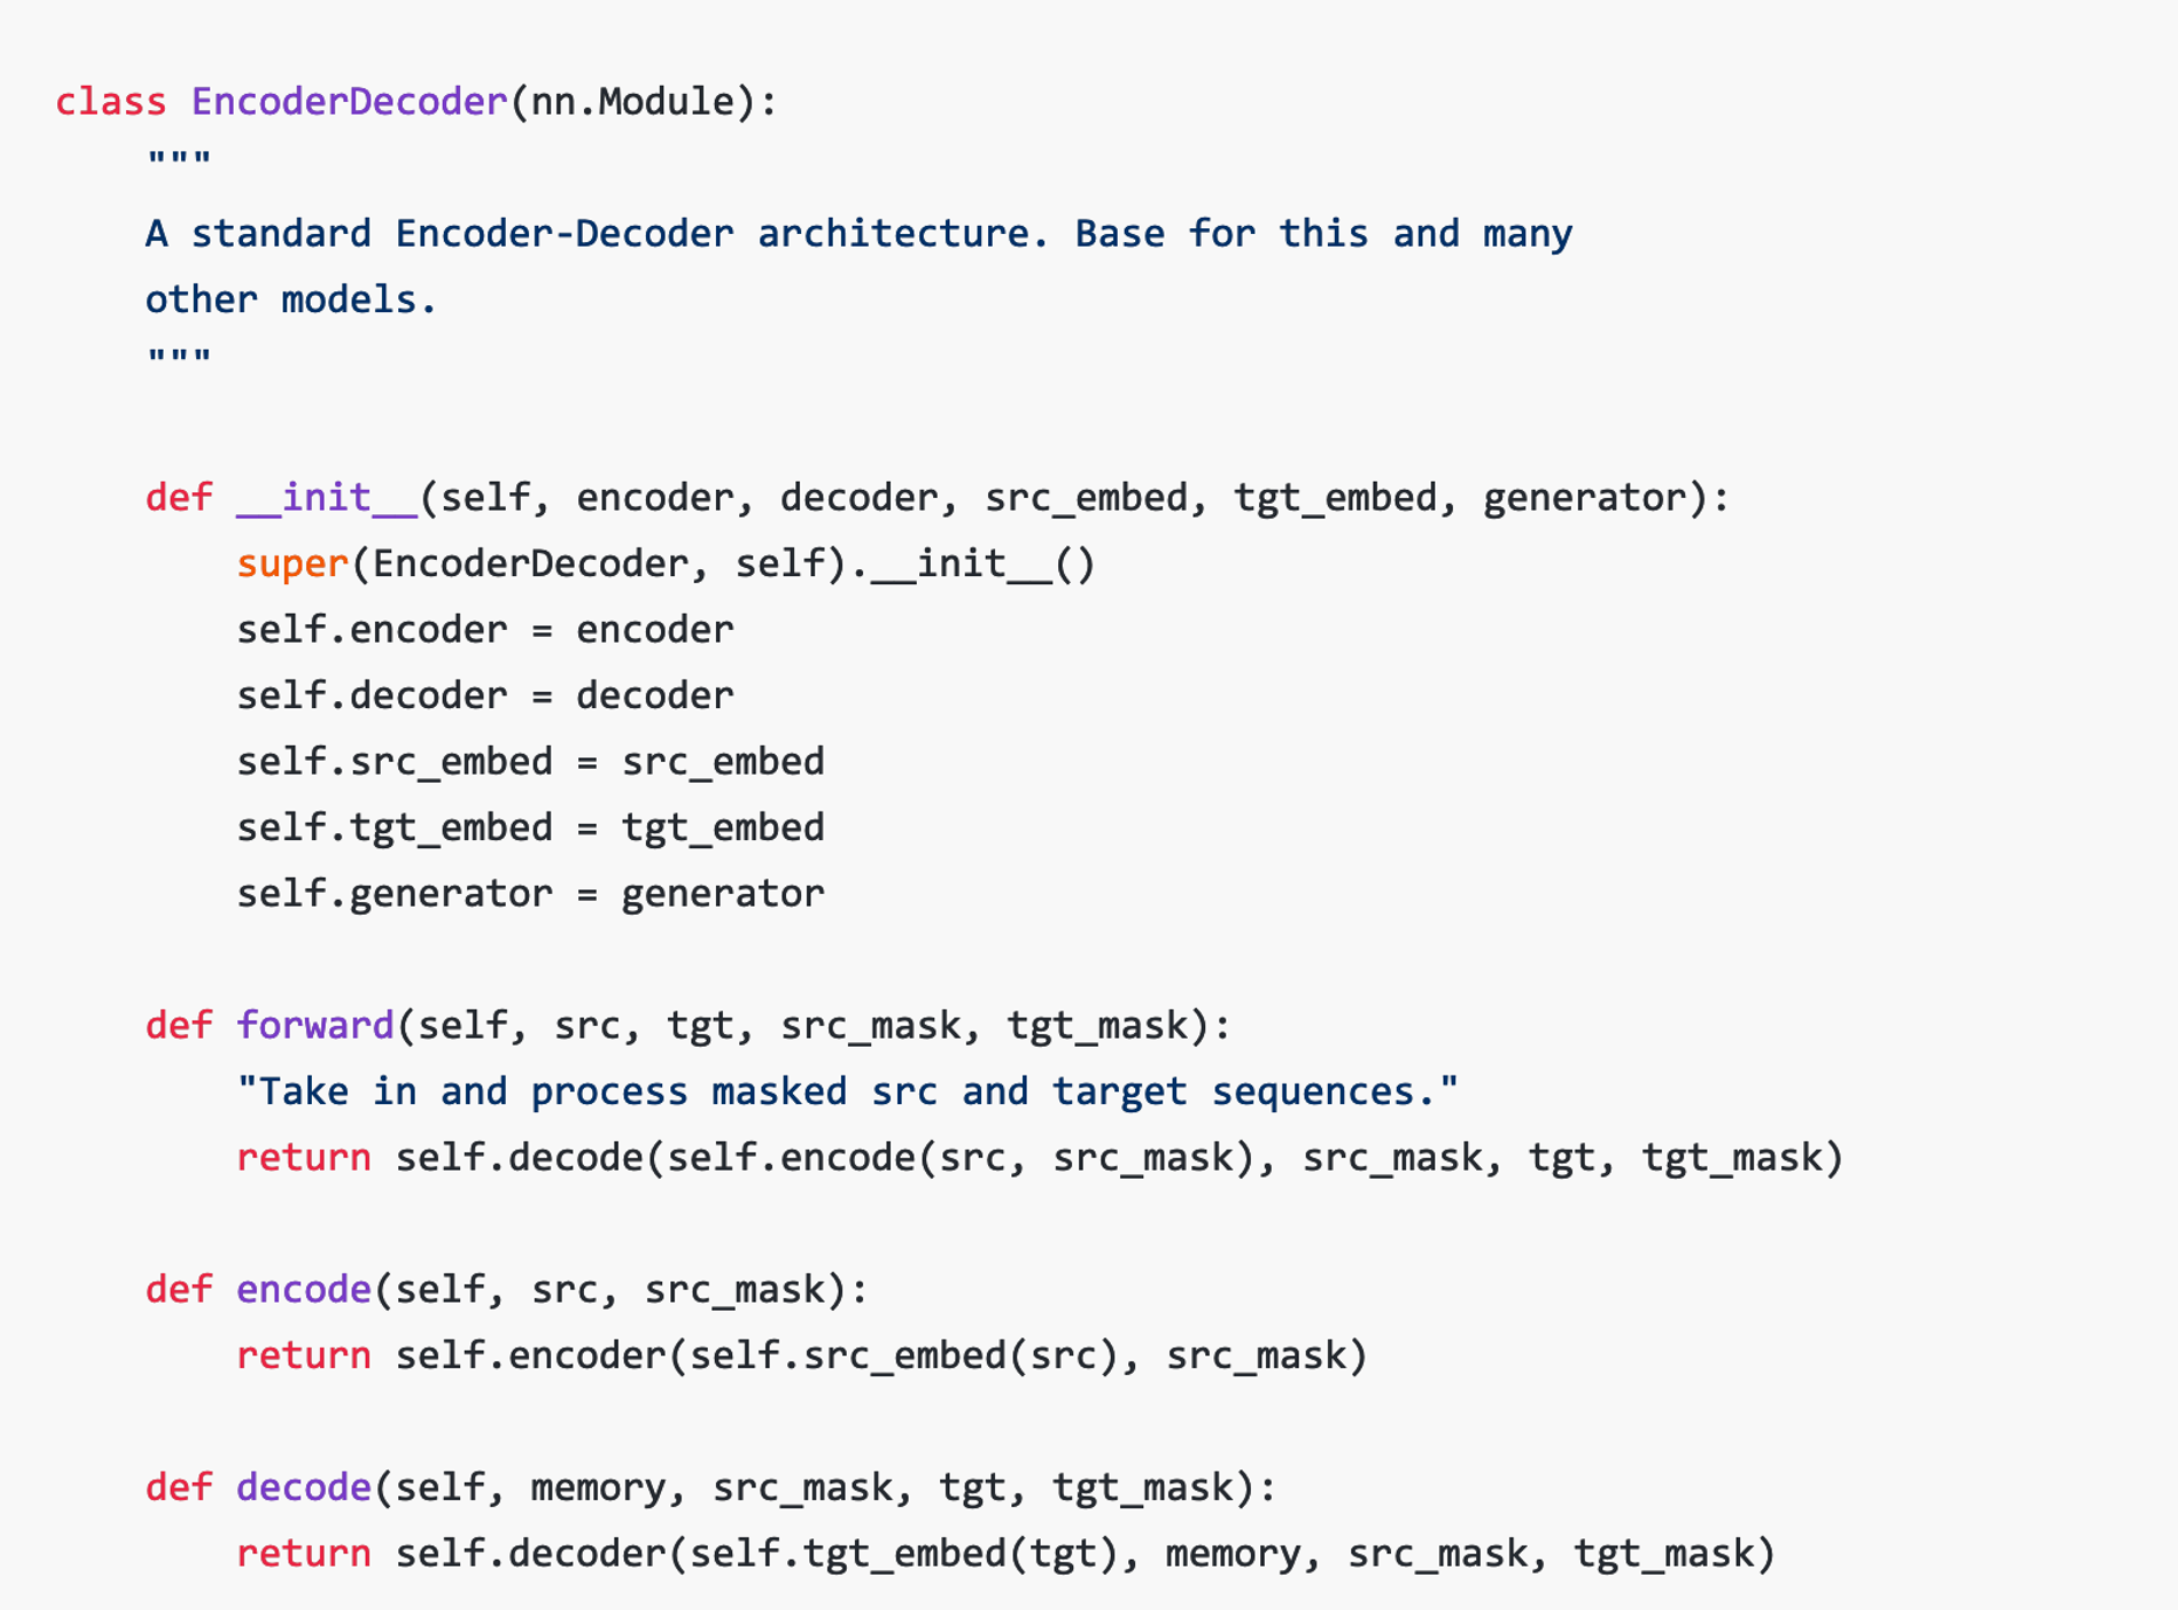 class EncoderDecoder(nn.Module):
    """
    A standard Encoder-Decoder architecture. Base for this and many
    other models.
    """

    def __init__(self, encoder, decoder, src_embed, tgt_embed, generator):
        super(EncoderDecoder, self).__init__()
        self.encoder = encoder
        self.decoder = decoder
        self.src_embed = src_embed
        self.tgt_embed = tgt_embed
        self.generator = generator

    def forward(self, src, tgt, src_mask, tgt_mask):
        "Take in and process masked src and target sequences."
        return self.decode(self.encode(src, src_mask), src_mask, tgt, tgt_mask)

    def encode(self, src, src_mask):
        return self.encoder(self.src_embed(src), src_mask)

    def decode(self, memory, src_mask, tgt, tgt_mask):
        return self.decoder(self.tgt_embed(tgt), memory, src_mask, tgt_mask)